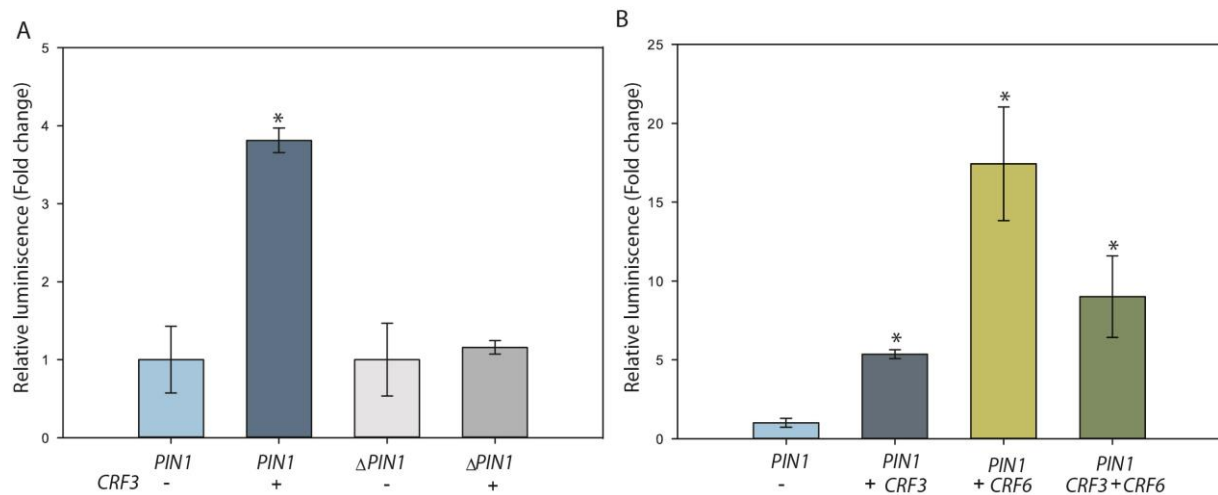 A
Relative luminiscence (Fold change)
5
4
3
2
1
0
*
PIN1 PIN1 ΔPIN1 ΔPIN1
CRF3 - + - +
B
Relative luminiscence (Fold change)
25
20
15
10
5
0
*
*
*
PIN1 PIN1 PIN1 PIN1
- + CRF3 + CRF6 CRF3+CRF6